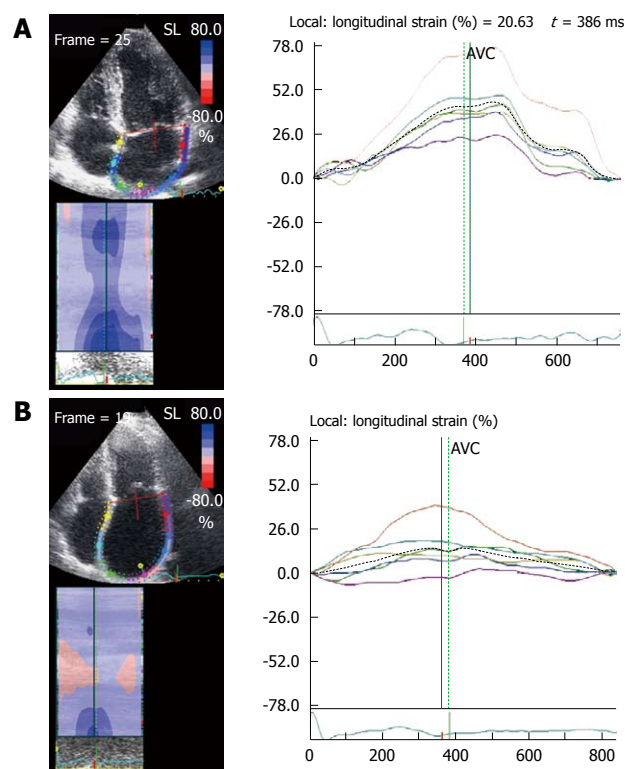 A
Frame = 25
SL
80.0
-80.0
%
Local: longitudinal strain (%) = 20.63 t = 386 ms
AVC
78.0
52.0
26.0
0.0
-26.0
-52.0
-78.0
0 200 400 600
B
SL
80.0
-80.0
%
Local: longitudinal strain (%)
AVC
78.0
52.0
26.0
0.0
-26.0
-52.0
-78.0
0 200 400 600 800